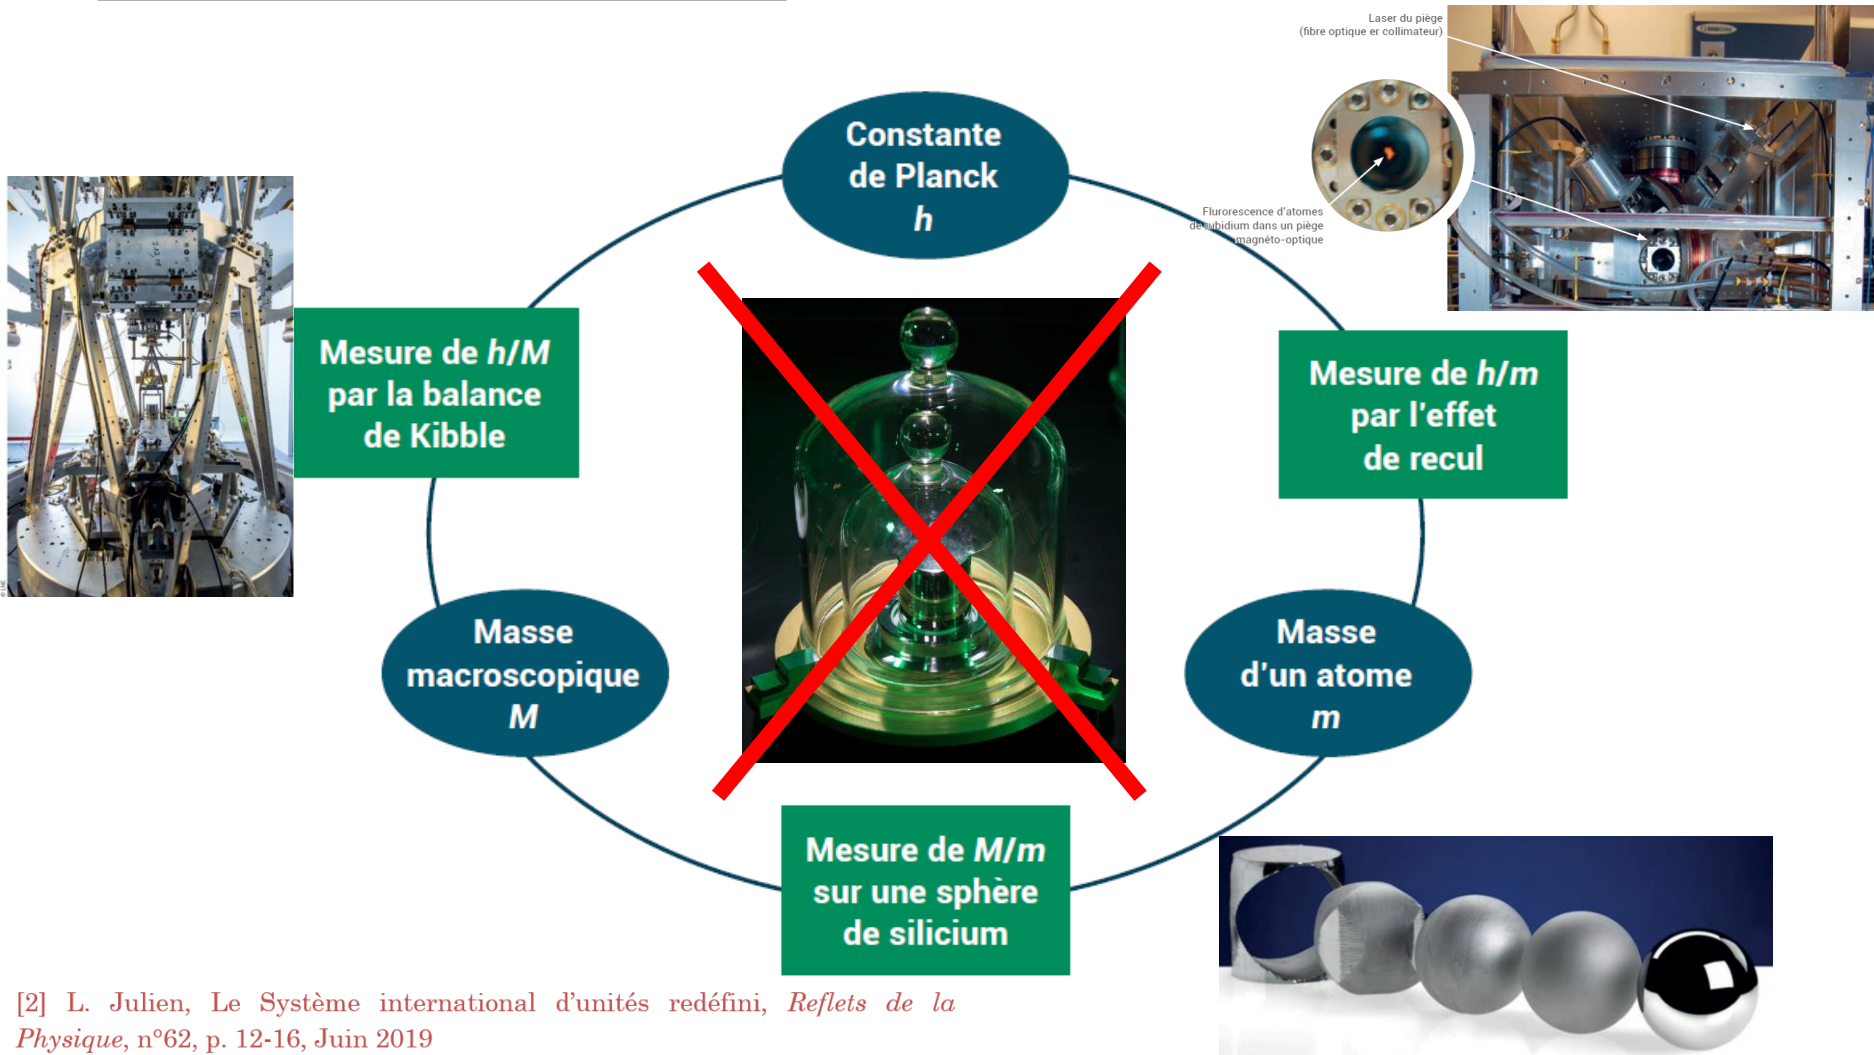 Laser du piège
(fibre optique er collimateur)
Constante
de Planck
h
Flurorescence d'atomes
de rubidium dans un piège
magnéto-optique
Mesure de h/M
par la balance
de Kibble
Mesure de h/m
par l'effet
de recul
Masse
macroscopique
M
Masse
d'un atome
m
© LNE
Mesure de M/m
sur une sphère
de silicium
[2] L. Julien, Le Système international d'unités redéfini, Reflets de la
Physique, n°62, p. 12-16, Juin 2019